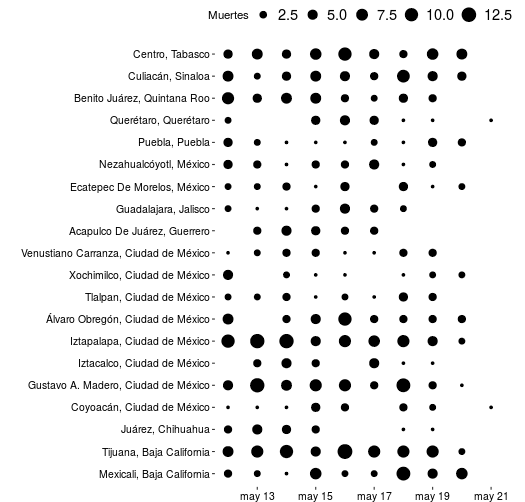 Muertes 2.5 5.0 7.5 10.0 12.5
Centro, Tabasco
Culiacán, Sinaloa
Benito Juárez, Quintana Roo
Querétaro, Querétaro
Puebla, Puebla
Nezahualcóyotl, México
Ecatepec De Morelos, México
Guadalajara, Jalisco
Acapulco De Juárez, Guerrero
Venustiano Carranza, Ciudad de México
Xochimilco, Ciudad de México
Tlalpan, Ciudad de México
Álvaro Obregón, Ciudad de México
Iztapalapa, Ciudad de México
Iztacalco, Ciudad de México
Gustavo A. Madero, Ciudad de México
Coyoacán, Ciudad de México
Juárez, Chihuahua
Tijuana, Baja California
Mexicali, Baja California
may 13 may 15 may 17 may 19 may 21